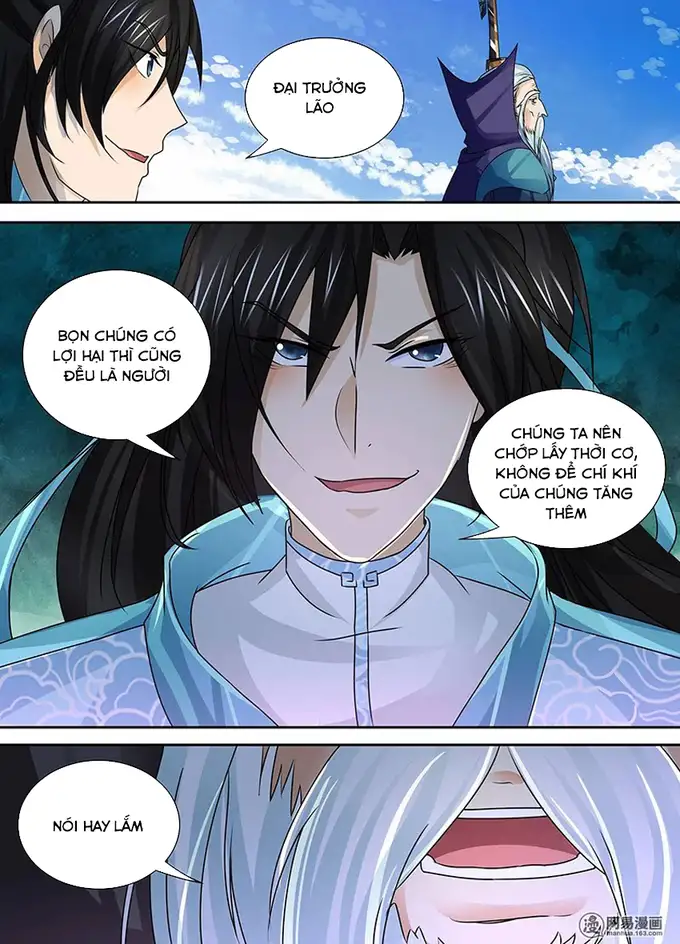 ĐẠI TRƯỞNG
LÃO
BỌN CHÚNG CÓ
LỢI HẠI THÌ CŨNG
ĐỀU LÀ NGƯỜI
CHÚNG TA NÊN
CHỚP LẤY THỜI CƠ,
KHÔNG ĐỂ CHÍ KHÍ
CỦA CHÚNG TĂNG
THÊM
NÓI HAY LẮM
网易漫画
manhua.163.com